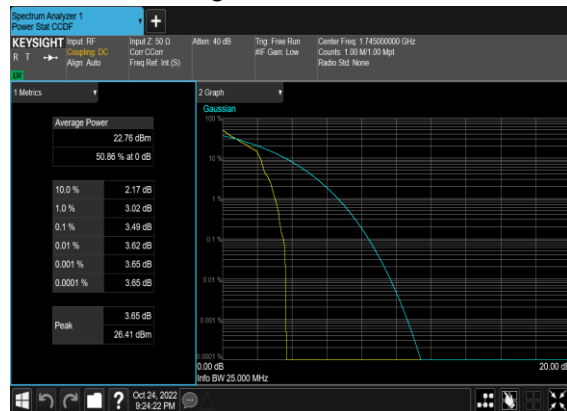 Spectrum Analyzer 1
Power Stat CCDF
KEYSIGHT
R T
Input: RF
Coupling: DC
Align: Auto
Input Z: 50 Ω
Corr CCorr
Freq Ref: Int (S)
Atten: 40 dB
Trig: Free Run
#IF Gain: Low
Center Freq: 1.745000000 GHz
Counts: 1.00 M/1.00 Mpt
Radio Std: None
1 Metrics
Average Power
22.76 dBm
50.86 % at 0 dB
10.0 % 2.17 dB
1.0 % 3.02 dB
0.1 % 3.49 dB
0.01 % 3.62 dB
0.001 % 3.65 dB
0.0001 % 3.65 dB
Peak
3.65 dB
26.41 dBm
2 Graph
Gaussian
100 %
10 %
1 %
0.1 %
0.01 %
0.001 %
0.0001 %
0.00 dB
20.00 dB
Info BW 25.000 MHz
?
Oct 24, 2022
9:24:22 PM